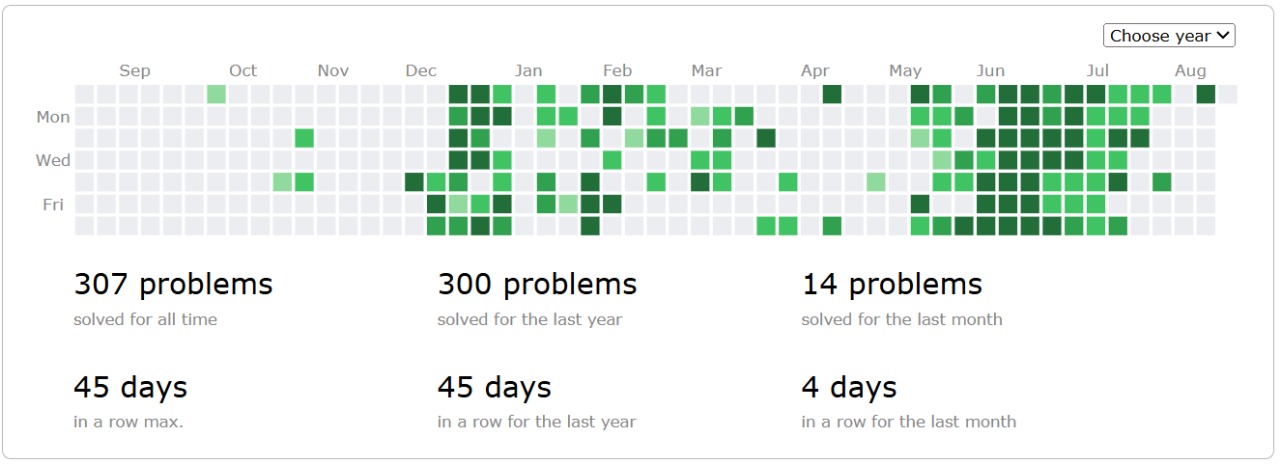 Choose year
Sep Oct Nov Dec Jan Feb Mar Apr May Jun Jul Aug
Mon
Wed
Fri
307 problems 300 problems 14 problems
solved for all time solved for the last year solved for the last month
45 days 45 days 4 days
in a row max. in a row for the last year in a row for the last month